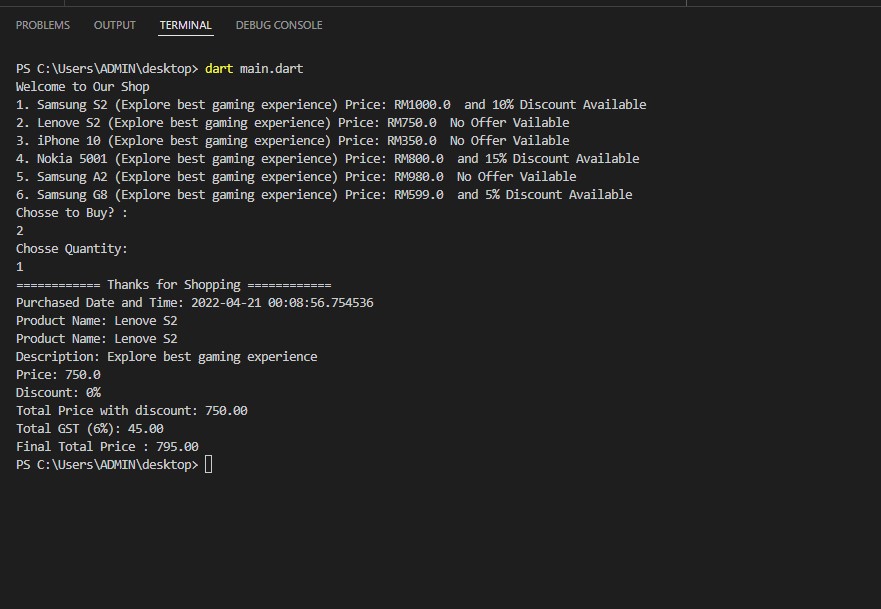 PROBLEMS OUTPUT TERMINAL DEBUG CONSOLE
PS C:\Users\ADMIN\desktop> dart main.dart
Welcome to Our Shop
1. Samsung S2 (Explore best gaming experience) Price: RM1000.0  and 10% Discount Available
2. Lenove S2 (Explore best gaming experience) Price: RM750.0  No Offer Vailable
3. iPhone 10 (Explore best gaming experience) Price: RM350.0  No Offer Vailable
4. Nokia 5001 (Explore best gaming experience) Price: RM800.0  and 15% Discount Available
5. Samsung A2 (Explore best gaming experience) Price: RM980.0  No Offer Vailable
6. Samsung G8 (Explore best gaming experience) Price: RM599.0  and 5% Discount Available
Chosse to Buy? :
2
Chosse Quantity:
1
============ Thanks for Shopping ============
Purchased Date and Time: 2022-04-21 00:08:56.754536
Product Name: Lenove S2
Product Name: Lenove S2
Description: Explore best gaming experience
Price: 750.0
Discount: 0%
Total Price with discount: 750.00
Total GST (6%): 45.00
Final Total Price : 795.00
PS C:\Users\ADMIN\desktop>